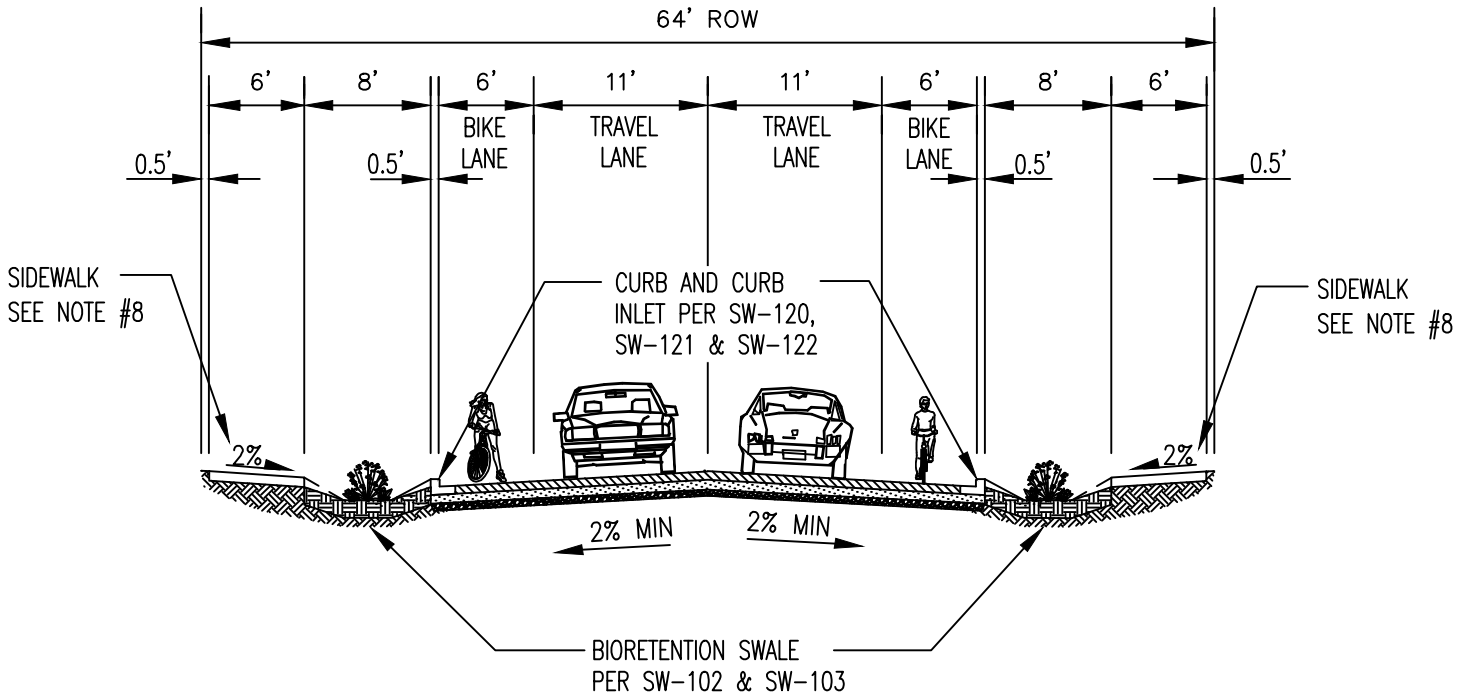 64' ROW
6' 8' 6' 11' 11' 6' 8' 6'
BIKE
LANE
TRAVEL
LANE
TRAVEL
LANE
BIKE
LANE
0.5' 0.5' 0.5' 0.5'
SIDEWALK
SEE NOTE #8
CURB AND CURB
INLET PER SW-120,
SW-121 & SW-122
SIDEWALK
SEE NOTE #8
2% 2%
2% MIN 2% MIN
BIORETENTION SWALE
PER SW-102 & SW-103